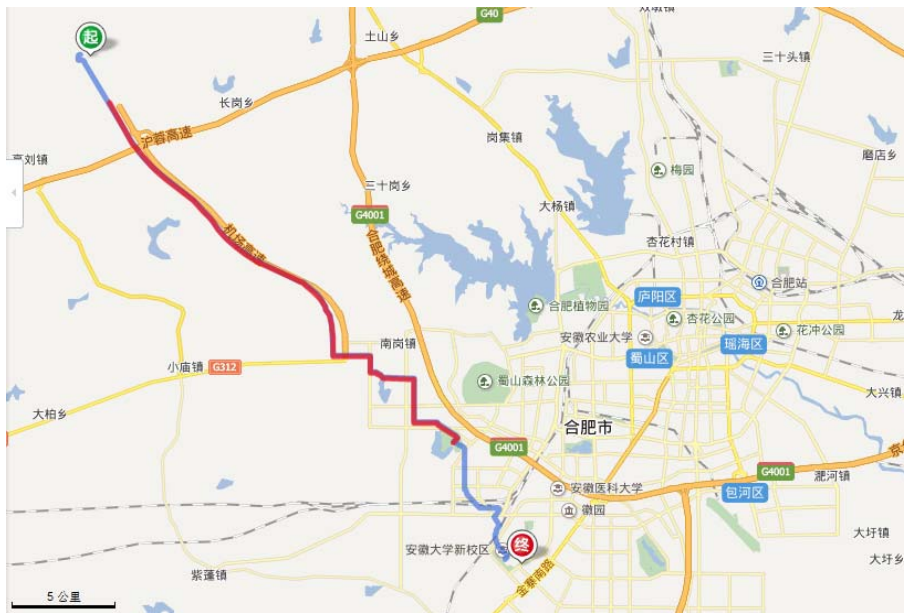 G40
双墩镇
起
土山乡
三十头镇
长岗乡
沪蓉高速
岗集镇
高刘镇
磨店乡
梅园
三十岗乡
G4001
大杨镇
机场高速
合肥绕城高速
杏花村镇
合肥站
庐阳区
合肥植物园
杏花公园
龙
安徽农业大学
花冲公园
瑶海区
南岗镇
蜀山区
小庙镇
G312
蜀山森林公园
大兴镇
大柏乡
合肥市
G4001
京
G4001
淝河镇
安徽医科大学
包河区
徽园
大圩镇
安徽大学新校区
终
大圩乡
紫蓬镇
金寨南路
5 公里